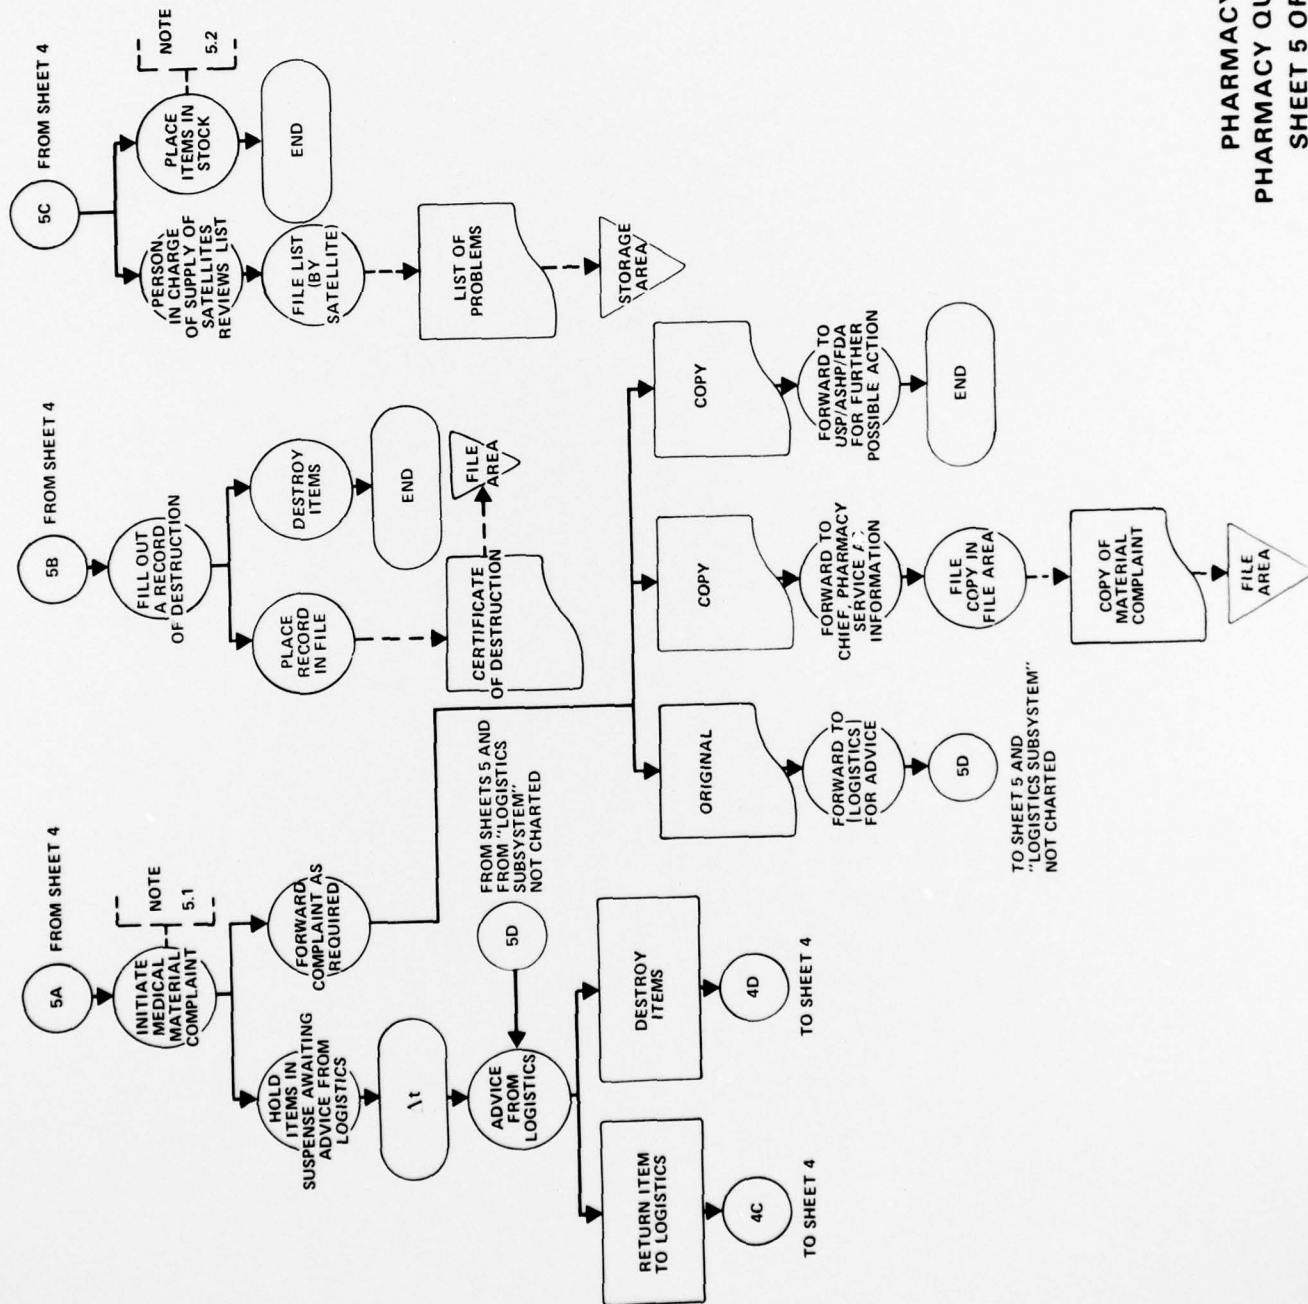 5A
FROM SHEET 4
INITIATE
MEDICAL
MATERIAL
COMPLAINT
NOTE
5.1
HOLD
ITEMS IN
SUSPENSE AWAITING
ADVICE FROM
LOGISTICS
Δt
FORWARD
COMPLAINT AS
REQUIRED
ADVICE
FROM
LOGISTICS
5D
FROM SHEETS 5 AND
FROM "LOGISTICS
SUBSYSTEM"
NOT CHARTED
RETURN ITEM
TO LOGISTICS
4C
TO SHEET 4
DESTROY
ITEMS
4D
TO SHEET 4
5B
FROM SHEET 4
FILL OUT
A RECORD
OF DESTRUCTION
PLACE
RECORD
IN FILE
CERTIFICATE
OF DESTRUCTION
FILE
AREA
DESTROY
ITEMS
END
ORIGINAL
FORWARD TO
LOGISTICS
FOR ADVICE
5D
TO SHEET 5 AND
"LOGISTICS SUBSYSTEM"
NOT CHARTED
COPY
FORWARD TO
CHIEF, PHARMACY
SERVICE AS
INFORMATION
FILE
COPY IN
FILE AREA
COPY OF
MATERIAL
COMPLAINT
FILE
AREA
COPY
FORWARD TO
USP/ASHP/FDA
FOR FURTHER
POSSIBLE ACTION
END
5C
FROM SHEET 4
PERSON
IN CHARGE
OF SUPPLY OF
SATELLITES
REVIEWS LIST
FILE LIST
(BY
SATELLITE)
LIST OF
PROBLEMS
STORAGE
AREA
PLACE
ITEMS IN
STOCK
NOTE
5.2
END
PHARMACY
PHARMACY QU
SHEET 5 OF